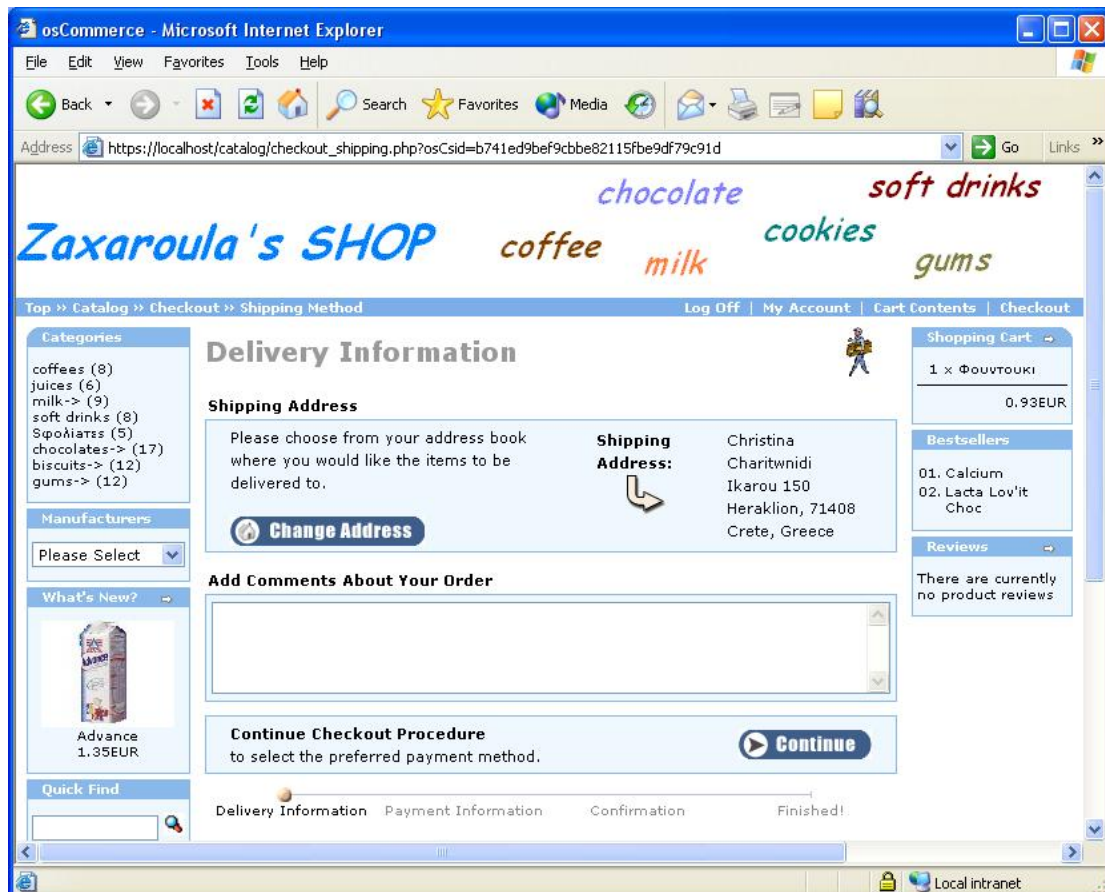 osCommerce - Microsoft Internet Explorer
File Edit View Favorites Tools Help
Back Search Favorites Media
Address https://localhost/catalog/checkout_shipping.php?osCsid=b741ed9bef9cbbe82115fbe9df79c91d Go Links »
Zaxaroula's SHOP
chocolate
soft drinks
coffee
milk
cookies
gums
Top » Catalog » Checkout » Shipping Method
Log Off | My Account | Cart Contents | Checkout
Categories
coffees (8)
juices (6)
milk-> (9)
soft drinks (8)
Sφολιατες (5)
chocolates-> (17)
biscuits-> (12)
gums-> (12)
Manufacturers
Please Select
What's New?
Advance
Advance
1.35EUR
Quick Find
Delivery Information
Shipping Address
Please choose from your address book
where you would like the items to be
delivered to.
Change Address
Shipping
Address:
Christina
Charitwnidi
Ikarou 150
Heraklion, 71408
Crete, Greece
Add Comments About Your Order
Continue Checkout Procedure
to select the preferred payment method.
Continue
Delivery Information Payment Information Confirmation Finished!
Shopping Cart
1 x Φουντουκι
0.93EUR
Bestsellers
01. Calcium
02. Lacta Lov'it
Choc
Reviews
There are currently
no product reviews
Local intranet